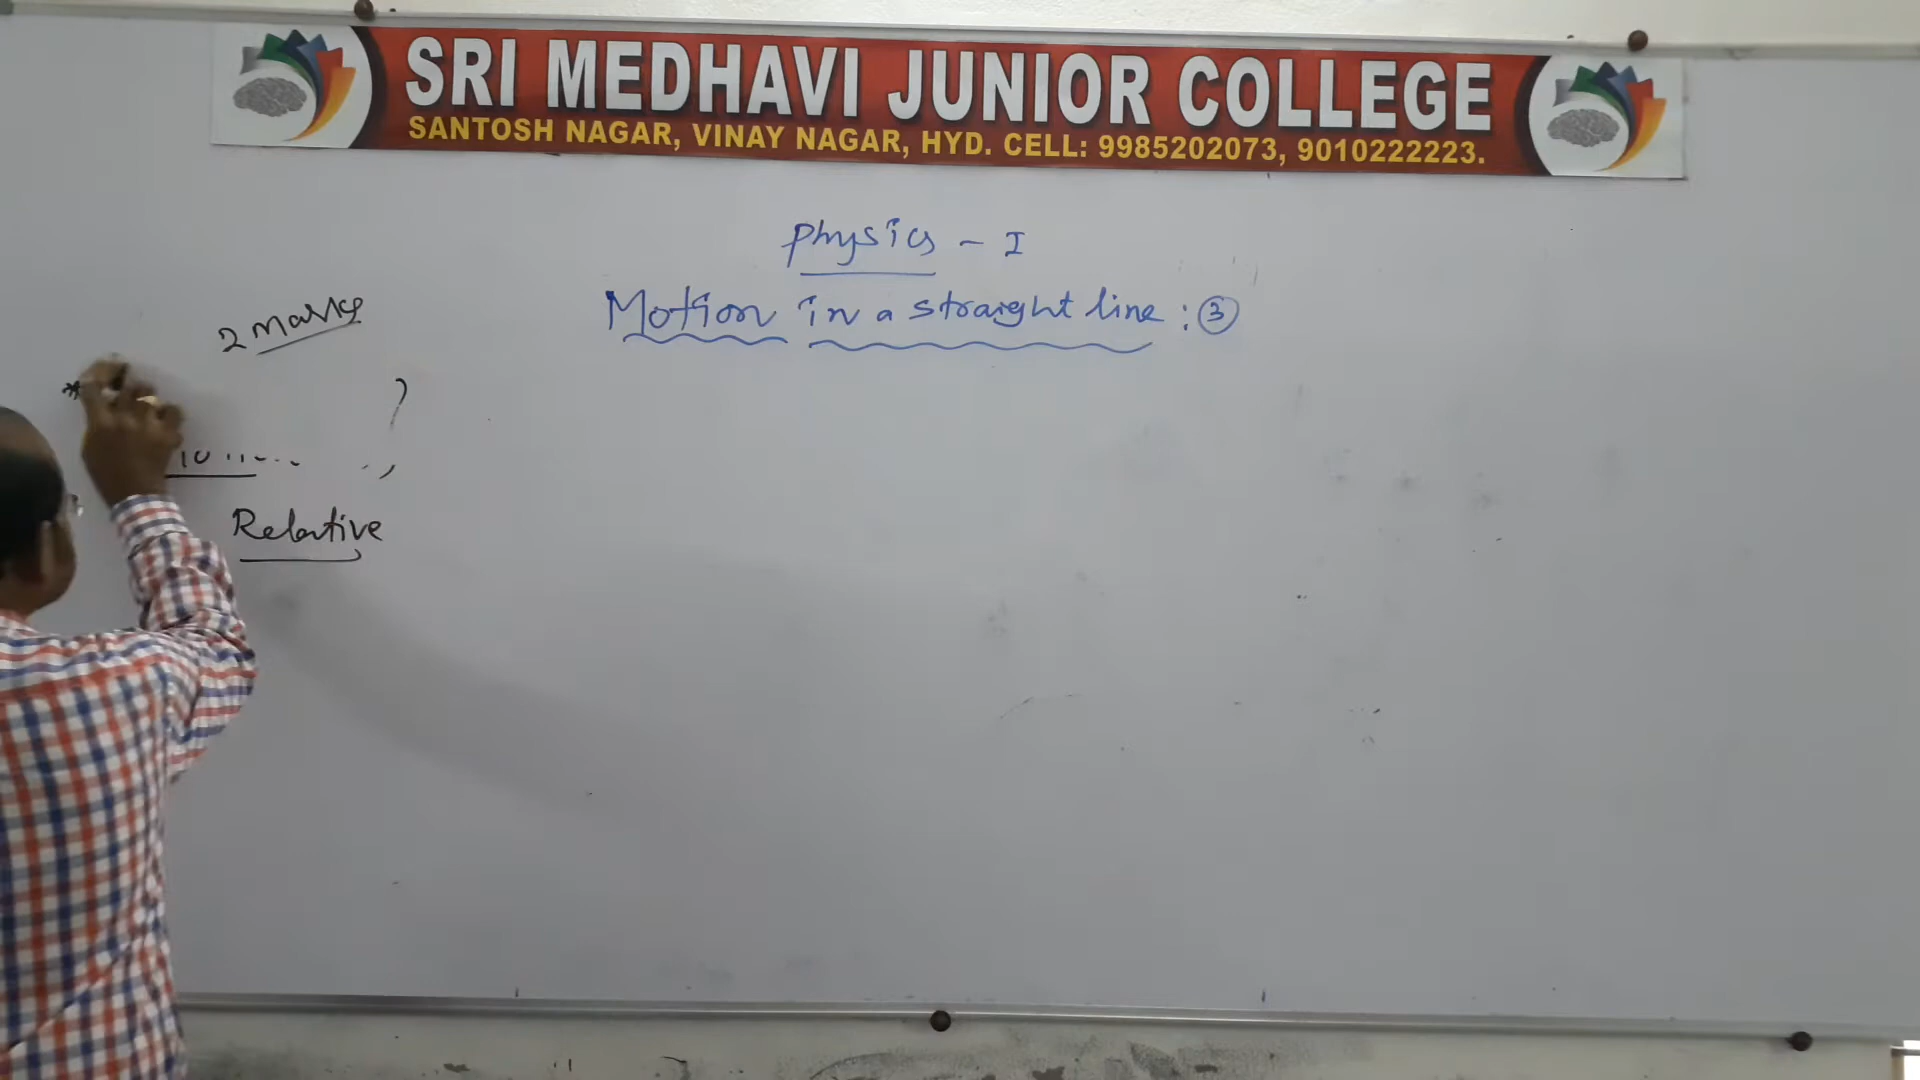 SRI MEDHAVI JUNIOR COLLEGE
SANTOSH NAGAR, VINAY NAGAR, HYD. CELL: 9985202073, 9010222223.
Physics - I
Motion in a straight line : ③
2 marks
*
Relative